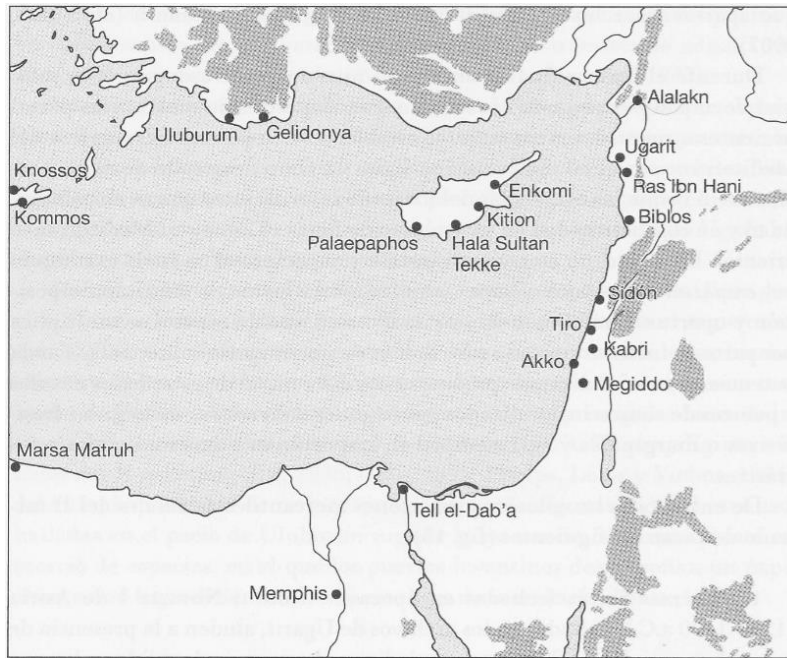 Alalakn
Uluburum
Gelidonya
Ugarit
Knossos
Ras Ibn Hani
Enkomi
Kommos
Kition
Biblos
Palaepaphos
Hala Sultan
Tekke
Sidón
Tiro
Kabri
Akko
Megiddo
Marsa Matruh
Tell el-Dab'a
Memphis